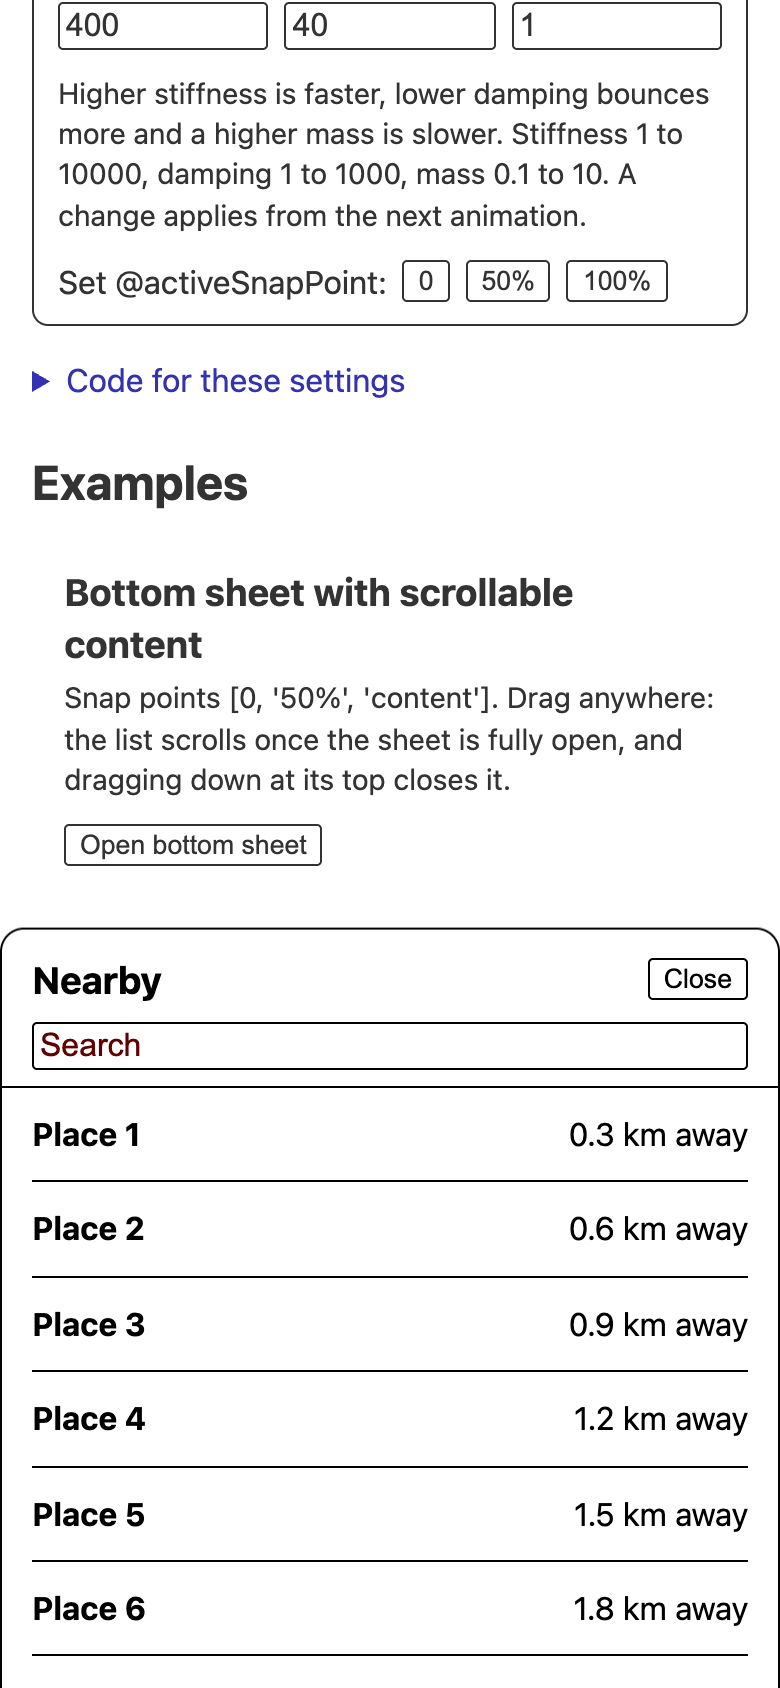 400 40 1
Higher stiffness is faster, lower damping bounces
more and a higher mass is slower. Stiffness 1 to
10000, damping 1 to 1000, mass 0.1 to 10. A
change applies from the next animation.
Set @activeSnapPoint: 0 50% 100%
Code for these settings
Examples
Bottom sheet with scrollable
content
Snap points [0, '50%', 'content']. Drag anywhere:
the list scrolls once the sheet is fully open, and
dragging down at its top closes it.
Open bottom sheet
Nearby Close
Search
Place 1 0.3 km away
Place 2 0.6 km away
Place 3 0.9 km away
Place 4 1.2 km away
Place 5 1.5 km away
Place 6 1.8 km away